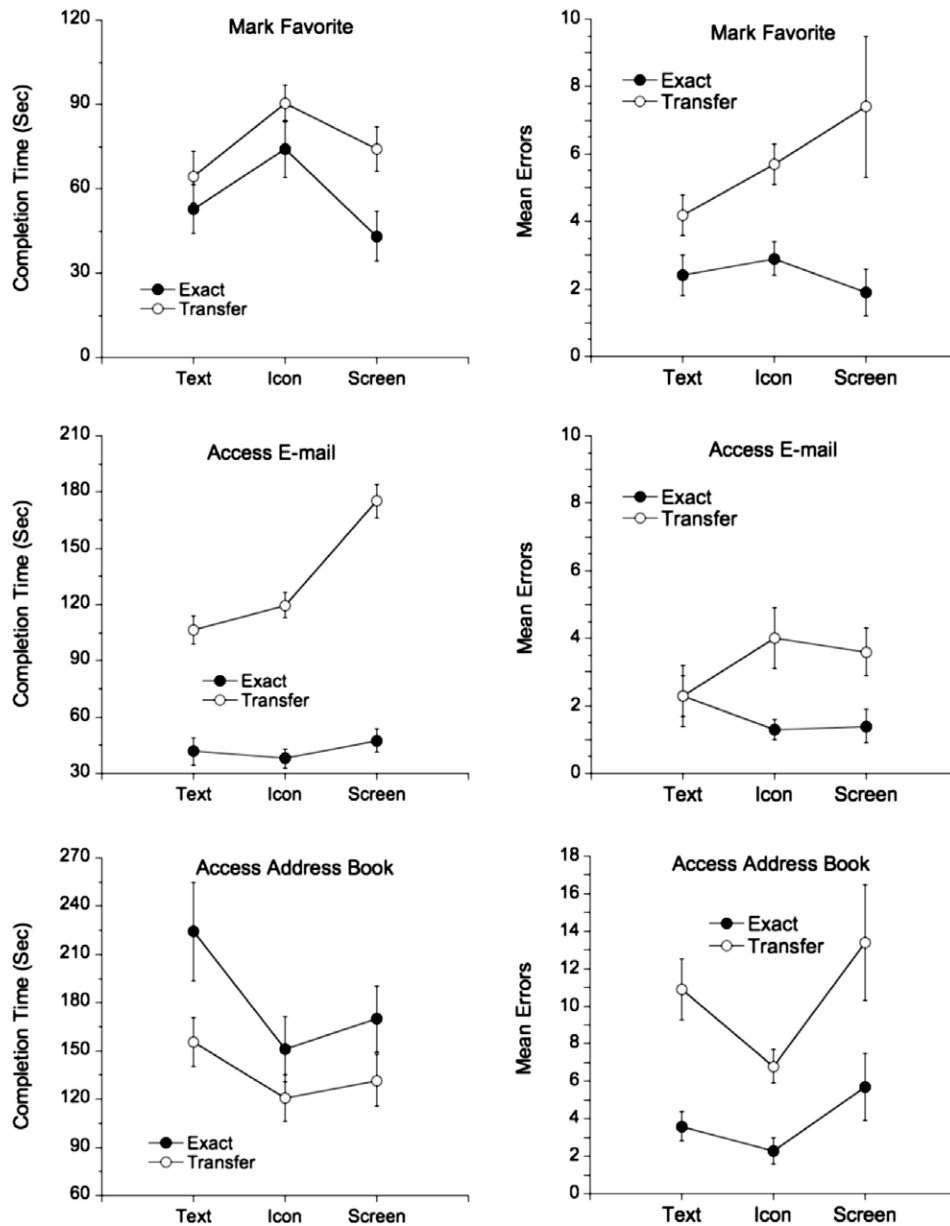 Mark Favorite
Completion Time (Sec)
120
90
60
30
0
Exact
Transfer
Text Icon Screen
Mark Favorite
Mean Errors
10
8
6
4
2
0
Exact
Transfer
Text Icon Screen
Access E-mail
Completion Time (Sec)
210
180
150
120
90
60
30
Exact
Transfer
Text Icon Screen
Access E-mail
Mean Errors
10
8
6
4
2
0
Exact
Transfer
Text Icon Screen
Access Address Book
Completion Time (Sec)
270
240
210
180
150
120
90
60
Exact
Transfer
Text Icon Screen
Access Address Book
Mean Errors
18
16
14
12
10
8
6
4
2
0
Exact
Transfer
Text Icon Screen